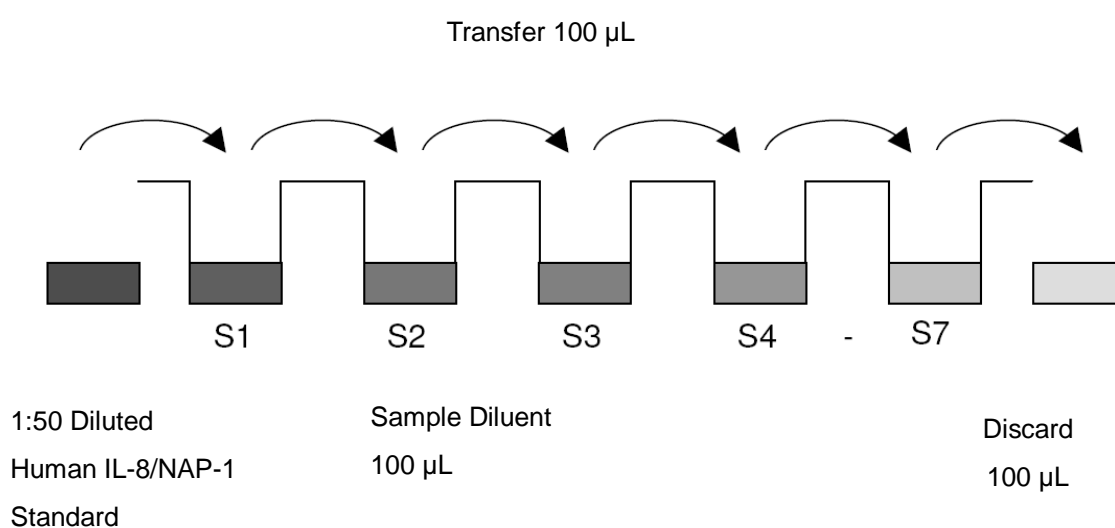 Transfer 100 µL
S1 S2 S3 S4 - S7
1:50 Diluted
Human IL-8/NAP-1
Standard
Sample Diluent
100 µL
Discard
100 µL